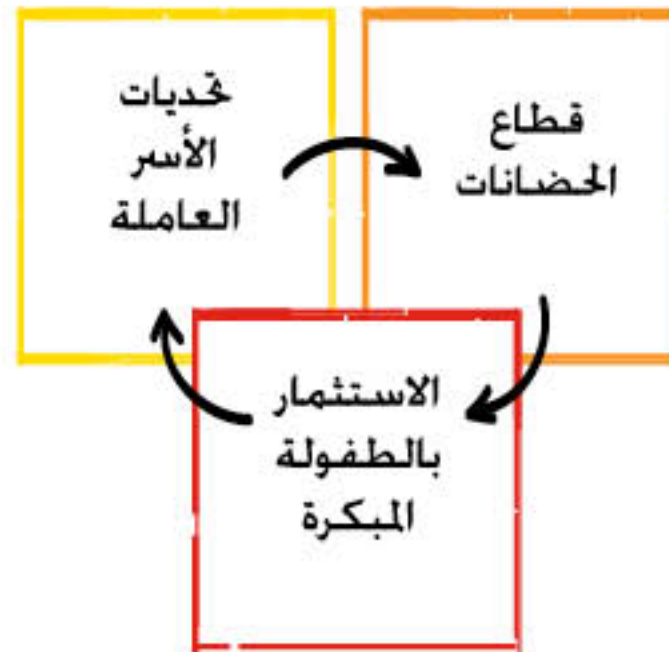 تحديات
الأسر
العاملة
قطاع
الحضانات
الاستثمار
بالطفولة
المبكرة